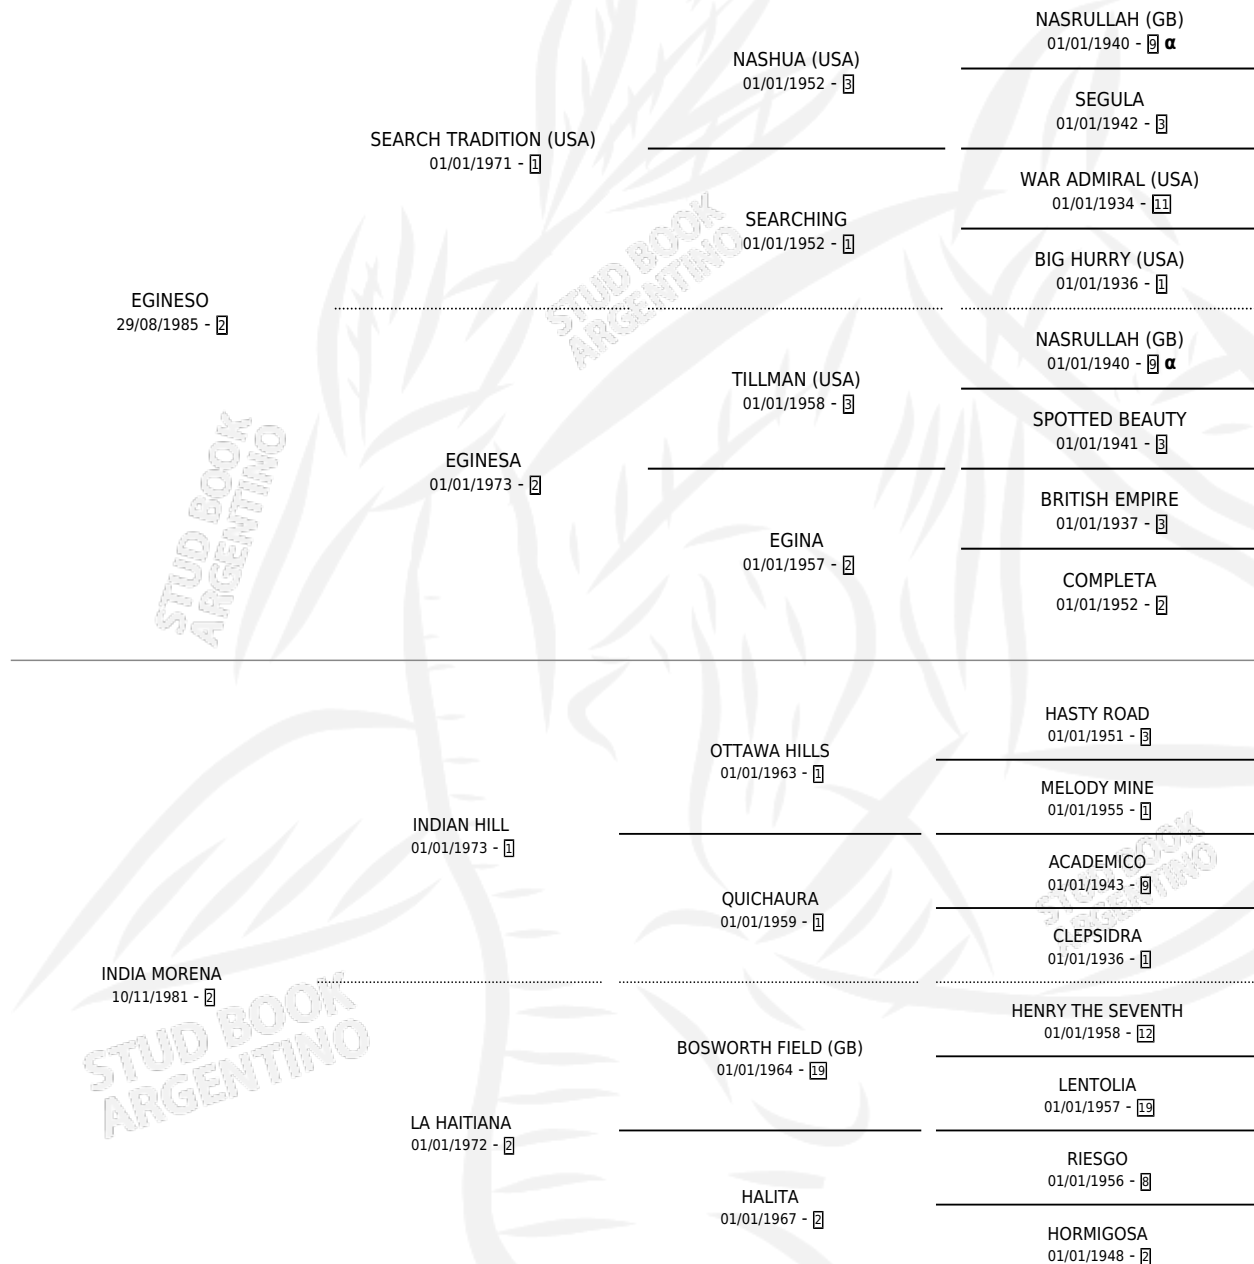 NASRULLAH (GB)
01/01/1940 - 9 α
NASHUA (USA)
01/01/1952 - 3
SEGULA
01/01/1942 - 3
SEARCH TRADITION (USA)
01/01/1971 - 1
WAR ADMIRAL (USA)
01/01/1934 - 11
SEARCHING
01/01/1952 - 1
BIG HURRY (USA)
01/01/1936 - 1
EGINESO
29/08/1985 - 2
NASRULLAH (GB)
01/01/1940 - 9 α
TILLMAN (USA)
01/01/1958 - 3
SPOTTED BEAUTY
01/01/1941 - 3
EGINESA
01/01/1973 - 2
BRITISH EMPIRE
01/01/1937 - 3
EGINA
01/01/1957 - 2
COMPLETA
01/01/1952 - 2
HASTY ROAD
01/01/1951 - 3
OTTAWA HILLS
01/01/1963 - 1
MELODY MINE
01/01/1955 - 1
INDIAN HILL
01/01/1973 - 1
ACADEMICO
01/01/1943 - 9
QUICHAURA
01/01/1959 - 1
CLEPSIDRA
01/01/1936 - 1
INDIA MORENA
10/11/1981 - 2
HENRY THE SEVENTH
01/01/1958 - 12
BOSWORTH FIELD (GB)
01/01/1964 - 19
LENTOLIA
01/01/1957 - 19
LA HAITIANA
01/01/1972 - 2
RIESGO
01/01/1956 - 8
HALITA
01/01/1967 - 2
HORMIGOSA
01/01/1948 - 2
STUD BOOK
ARGENTINO
STUD BOOK
ARGENTINO
STUD BOOK
ARGENTINO
STUD BOOK
ARGENTINO